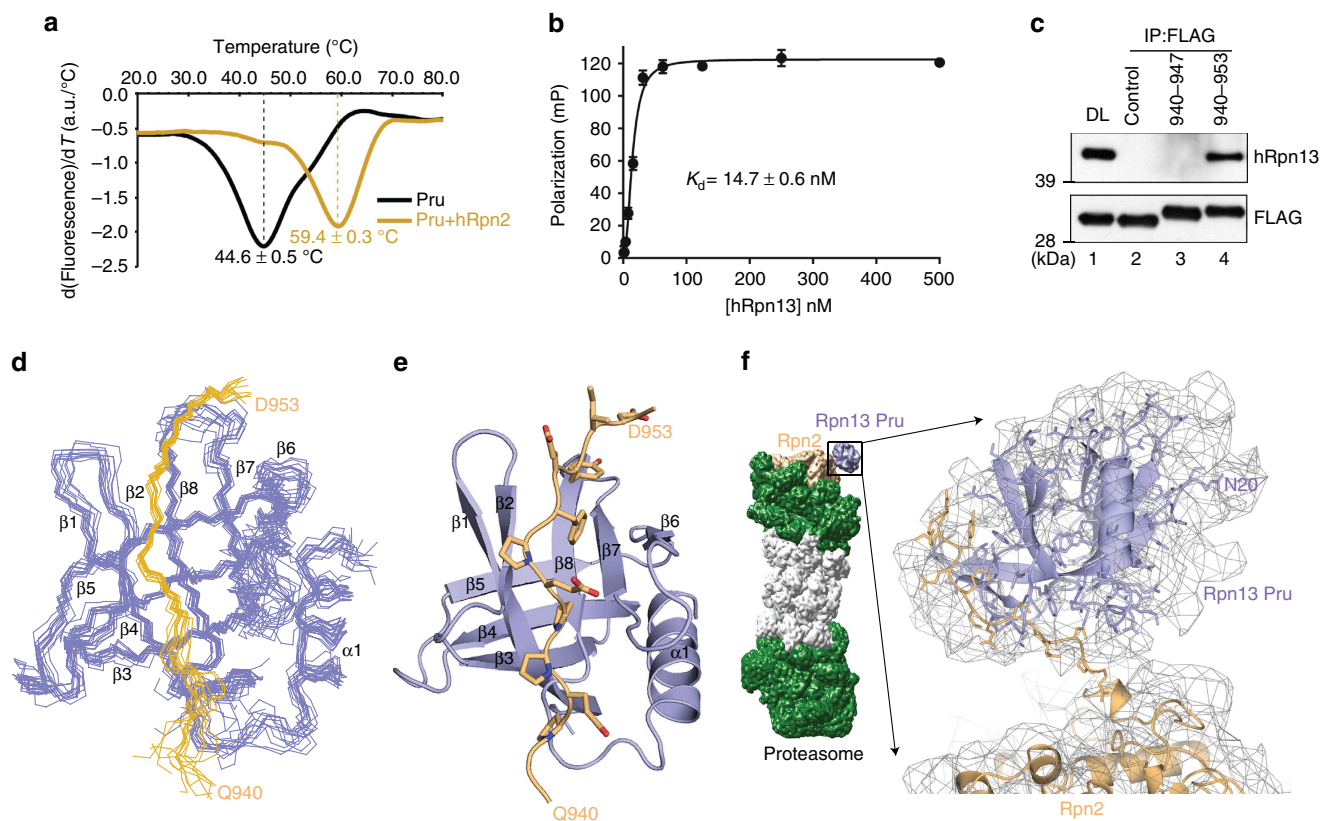 a
Temperature (°C)
20.0 30.0 40.0 50.0 60.0 70.0 80.0
0.0
−0.5
−1.0
−1.5
−2.0
−2.5
d(Fluorescence)/dT (a.u./°C)
Pru
Pru+hRpn2
59.4 ± 0.3 °C
44.6 ± 0.5 °C
b
Polarization (mP)
120
100
80
60
40
20
0
Kd= 14.7 ± 0.6 nM
0 100 200 300 400 500
[hRpn13] nM
c
IP:FLAG
DL
Control
940–947
940–953
hRpn13
39
FLAG
28
(kDa) 1 2 3 4
d
D953
β6
β7
β2
β8
β1
β5
β4
β3
α1
Q940
e
D953
β2
β1
β6
β7
β8
β5
β4
β3
α1
Q940
f
Rpn13 Pru
Rpn2
Proteasome
N20
Rpn13 Pru
Rpn2